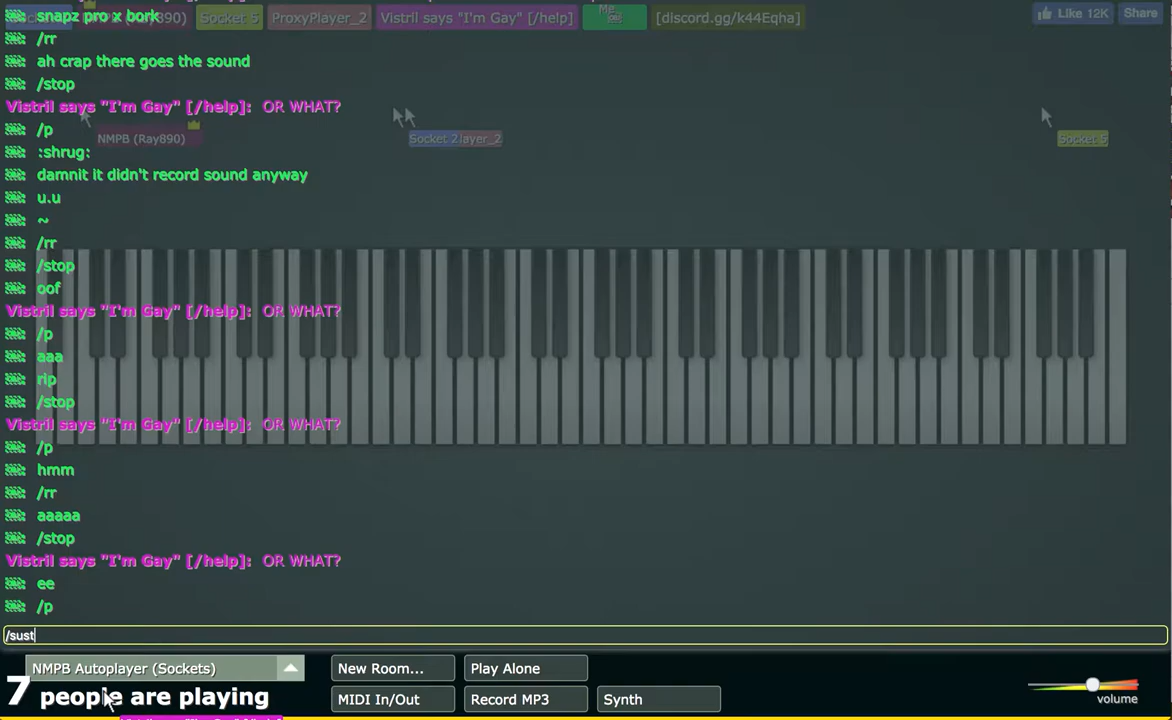 Socket 5 ProxyPlayer_2 Vistril says "I'm Gay" [/help] Me [discord.gg/k44Eqha] Like 12K Share
snapz pro x bork
/rr
ah crap there goes the sound
/stop
Vistril says "I'm Gay" [/help]: OR WHAT?
/p
NMPB (Ray890) Socket 2 layer_2 Socket 5
:shrug:
damnit it didn't record sound anyway
u.u
~
/rr
/stop
oof
Vistril says "I'm Gay" [/help]: OR WHAT?
/p
aaa
rip
/stop
Vistril says "I'm Gay" [/help]: OR WHAT?
/p
hmm
/rr
aaaaa
/stop
Vistril says "I'm Gay" [/help]: OR WHAT?
ee
/p
/sust
NMPB Autoplayer (Sockets) New Room... Play Alone
7 people are playing MIDI In/Out Record MP3 Synth volume